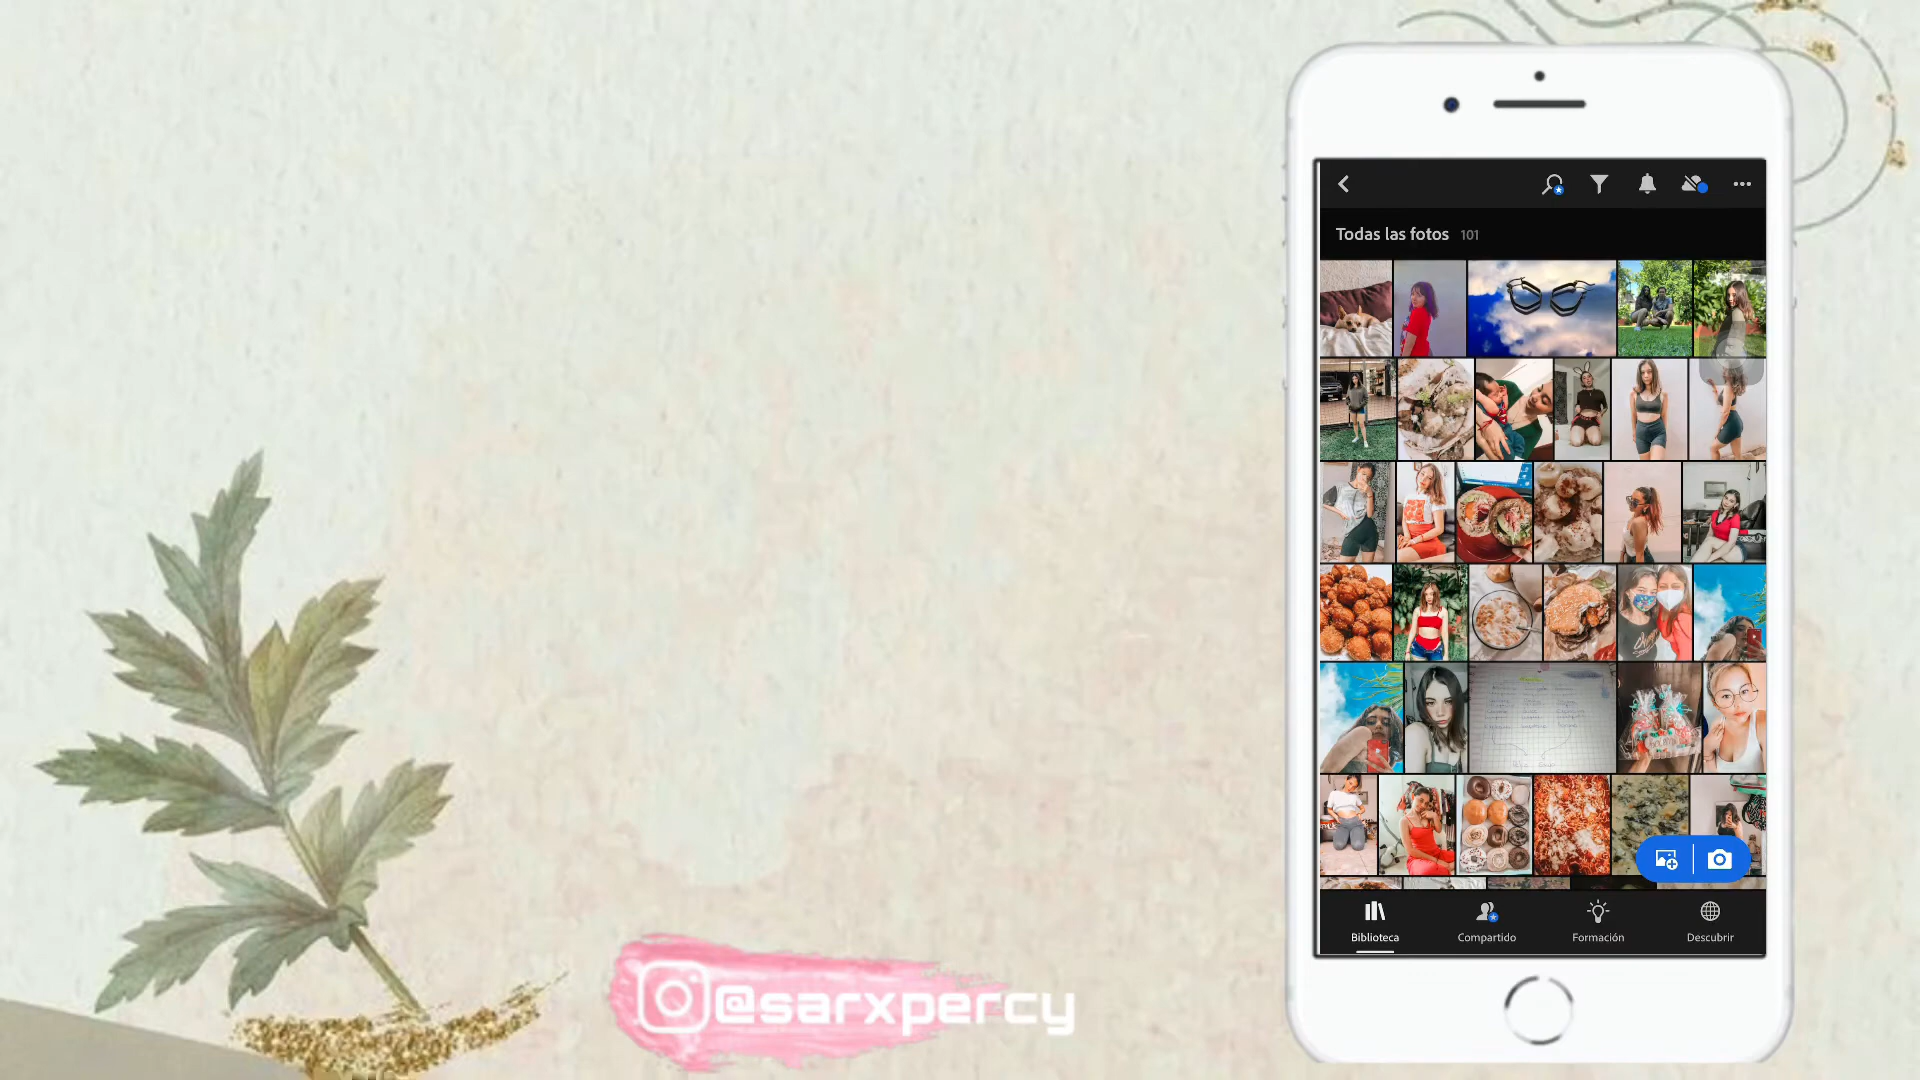 Todas las fotos 101
Biblioteca
Compartido
Formación
Descubrir
@sarxpercy